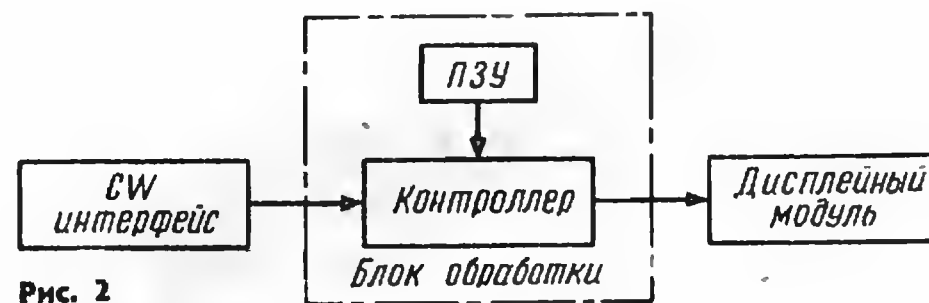 ПЗУ
CW
интерфейс
Контроллер
Дисплейный
модуль
Блок обработки
Рис. 2